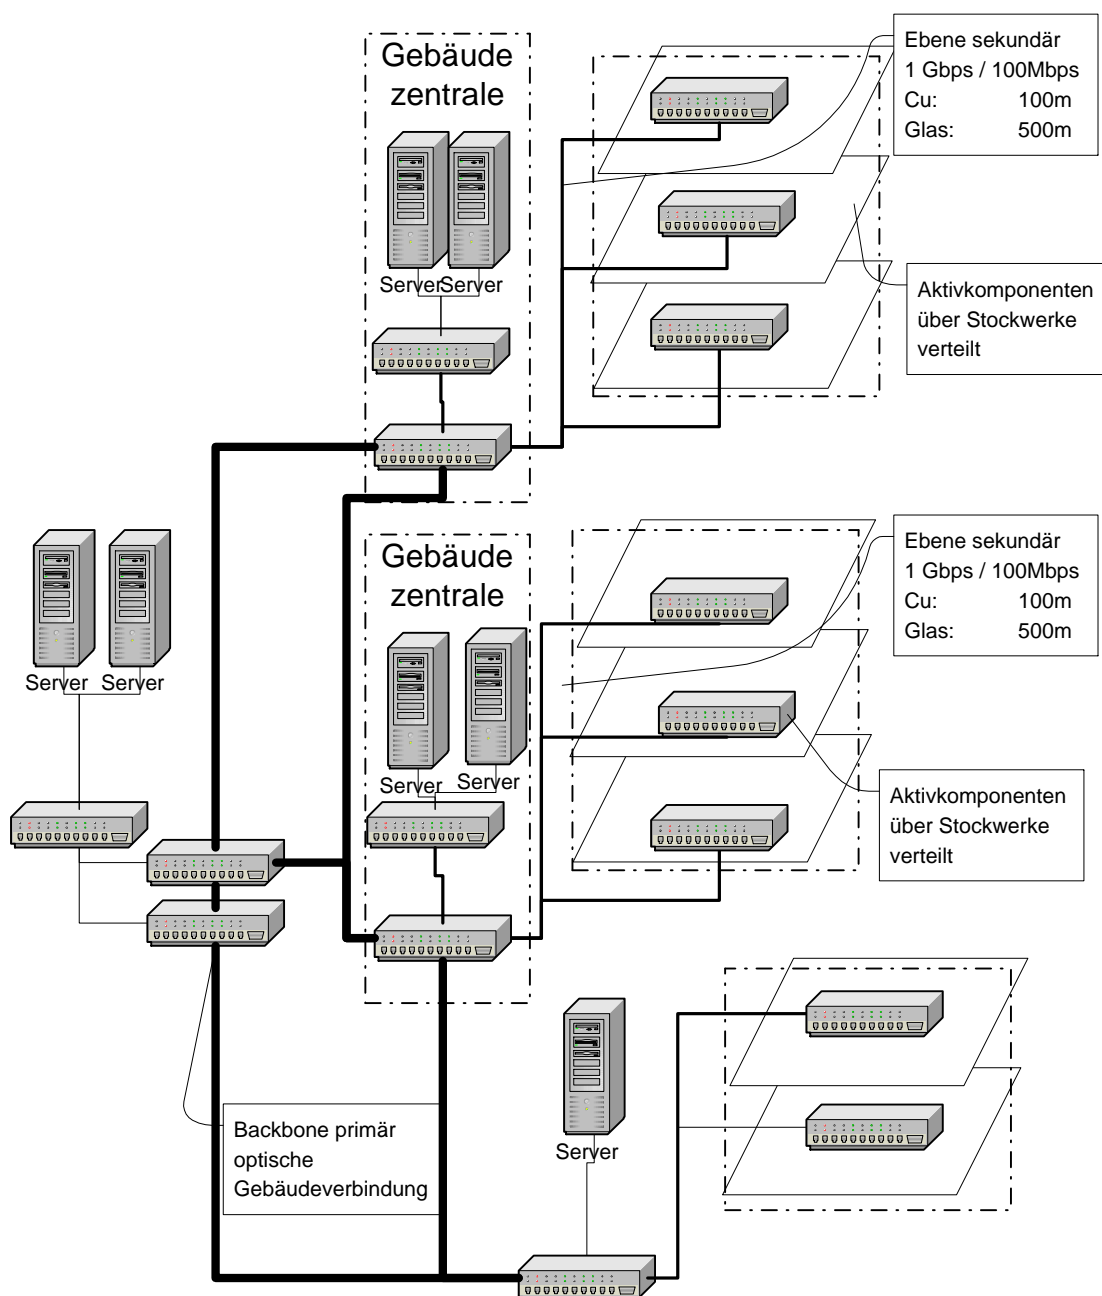 Gebäude
zentrale
Ebene sekundär
1 Gbps / 100Mbps
Cu: 100m
Glas: 500m
Server Server
Aktivkomponenten
über Stockwerke
verteilt
Gebäude
zentrale
Ebene sekundär
1 Gbps / 100Mbps
Cu: 100m
Glas: 500m
Server Server
Server Server
Aktivkomponenten
über Stockwerke
verteilt
Backbone primär
optische
Gebäudeverbindung
Server